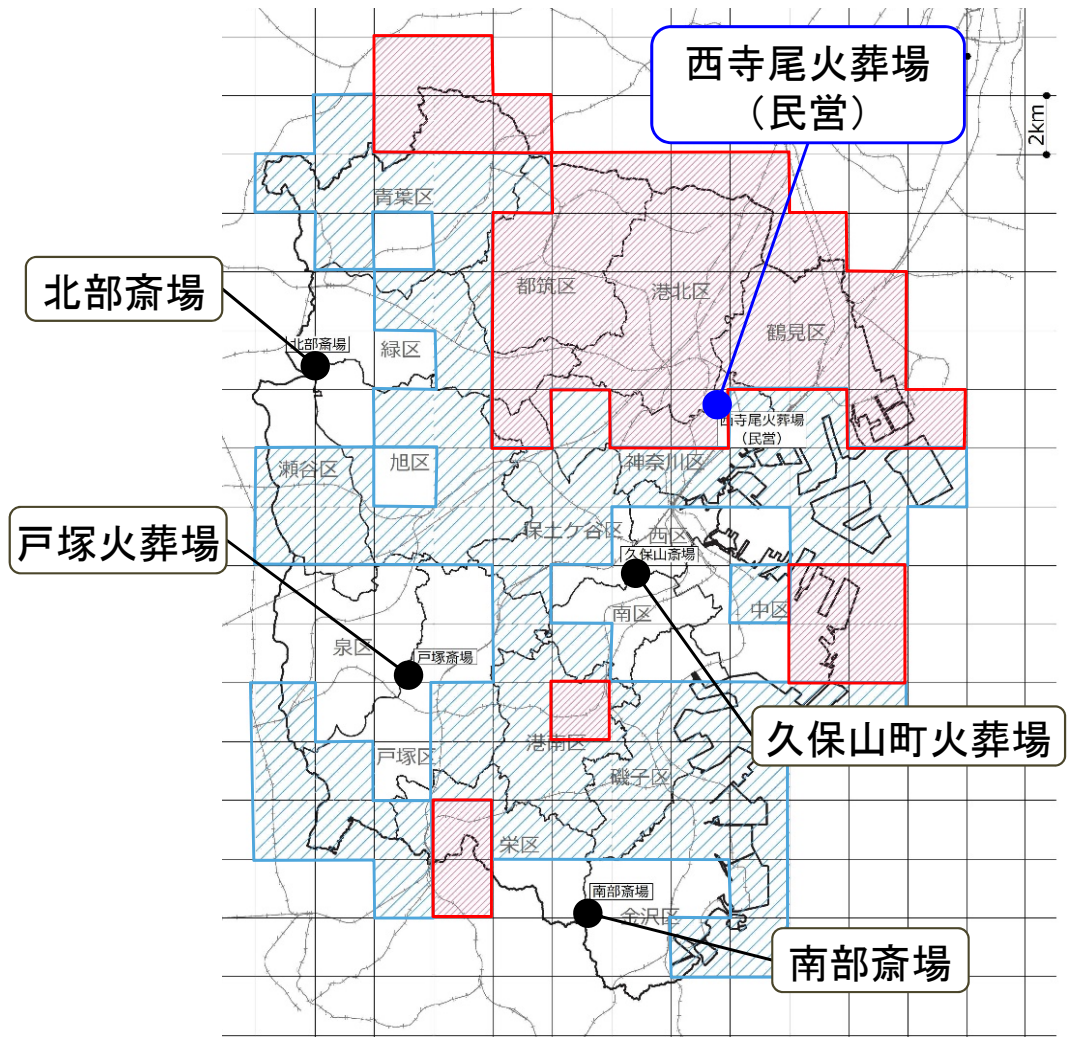 西寺尾火葬場
（民営）
2km
青葉区
北部斎場
都筑区
港北区
鶴見区
北部斎場
緑区
西寺尾火葬場
（民営）
瀬谷区
旭区
神奈川区
戸塚火葬場
保土ケ谷区
西区
久保山斎場
南区
中区
泉区
戸塚斎場
久保山町火葬場
港南区
戸塚区
磯子区
栄区
南部斎場
金沢区
南部斎場